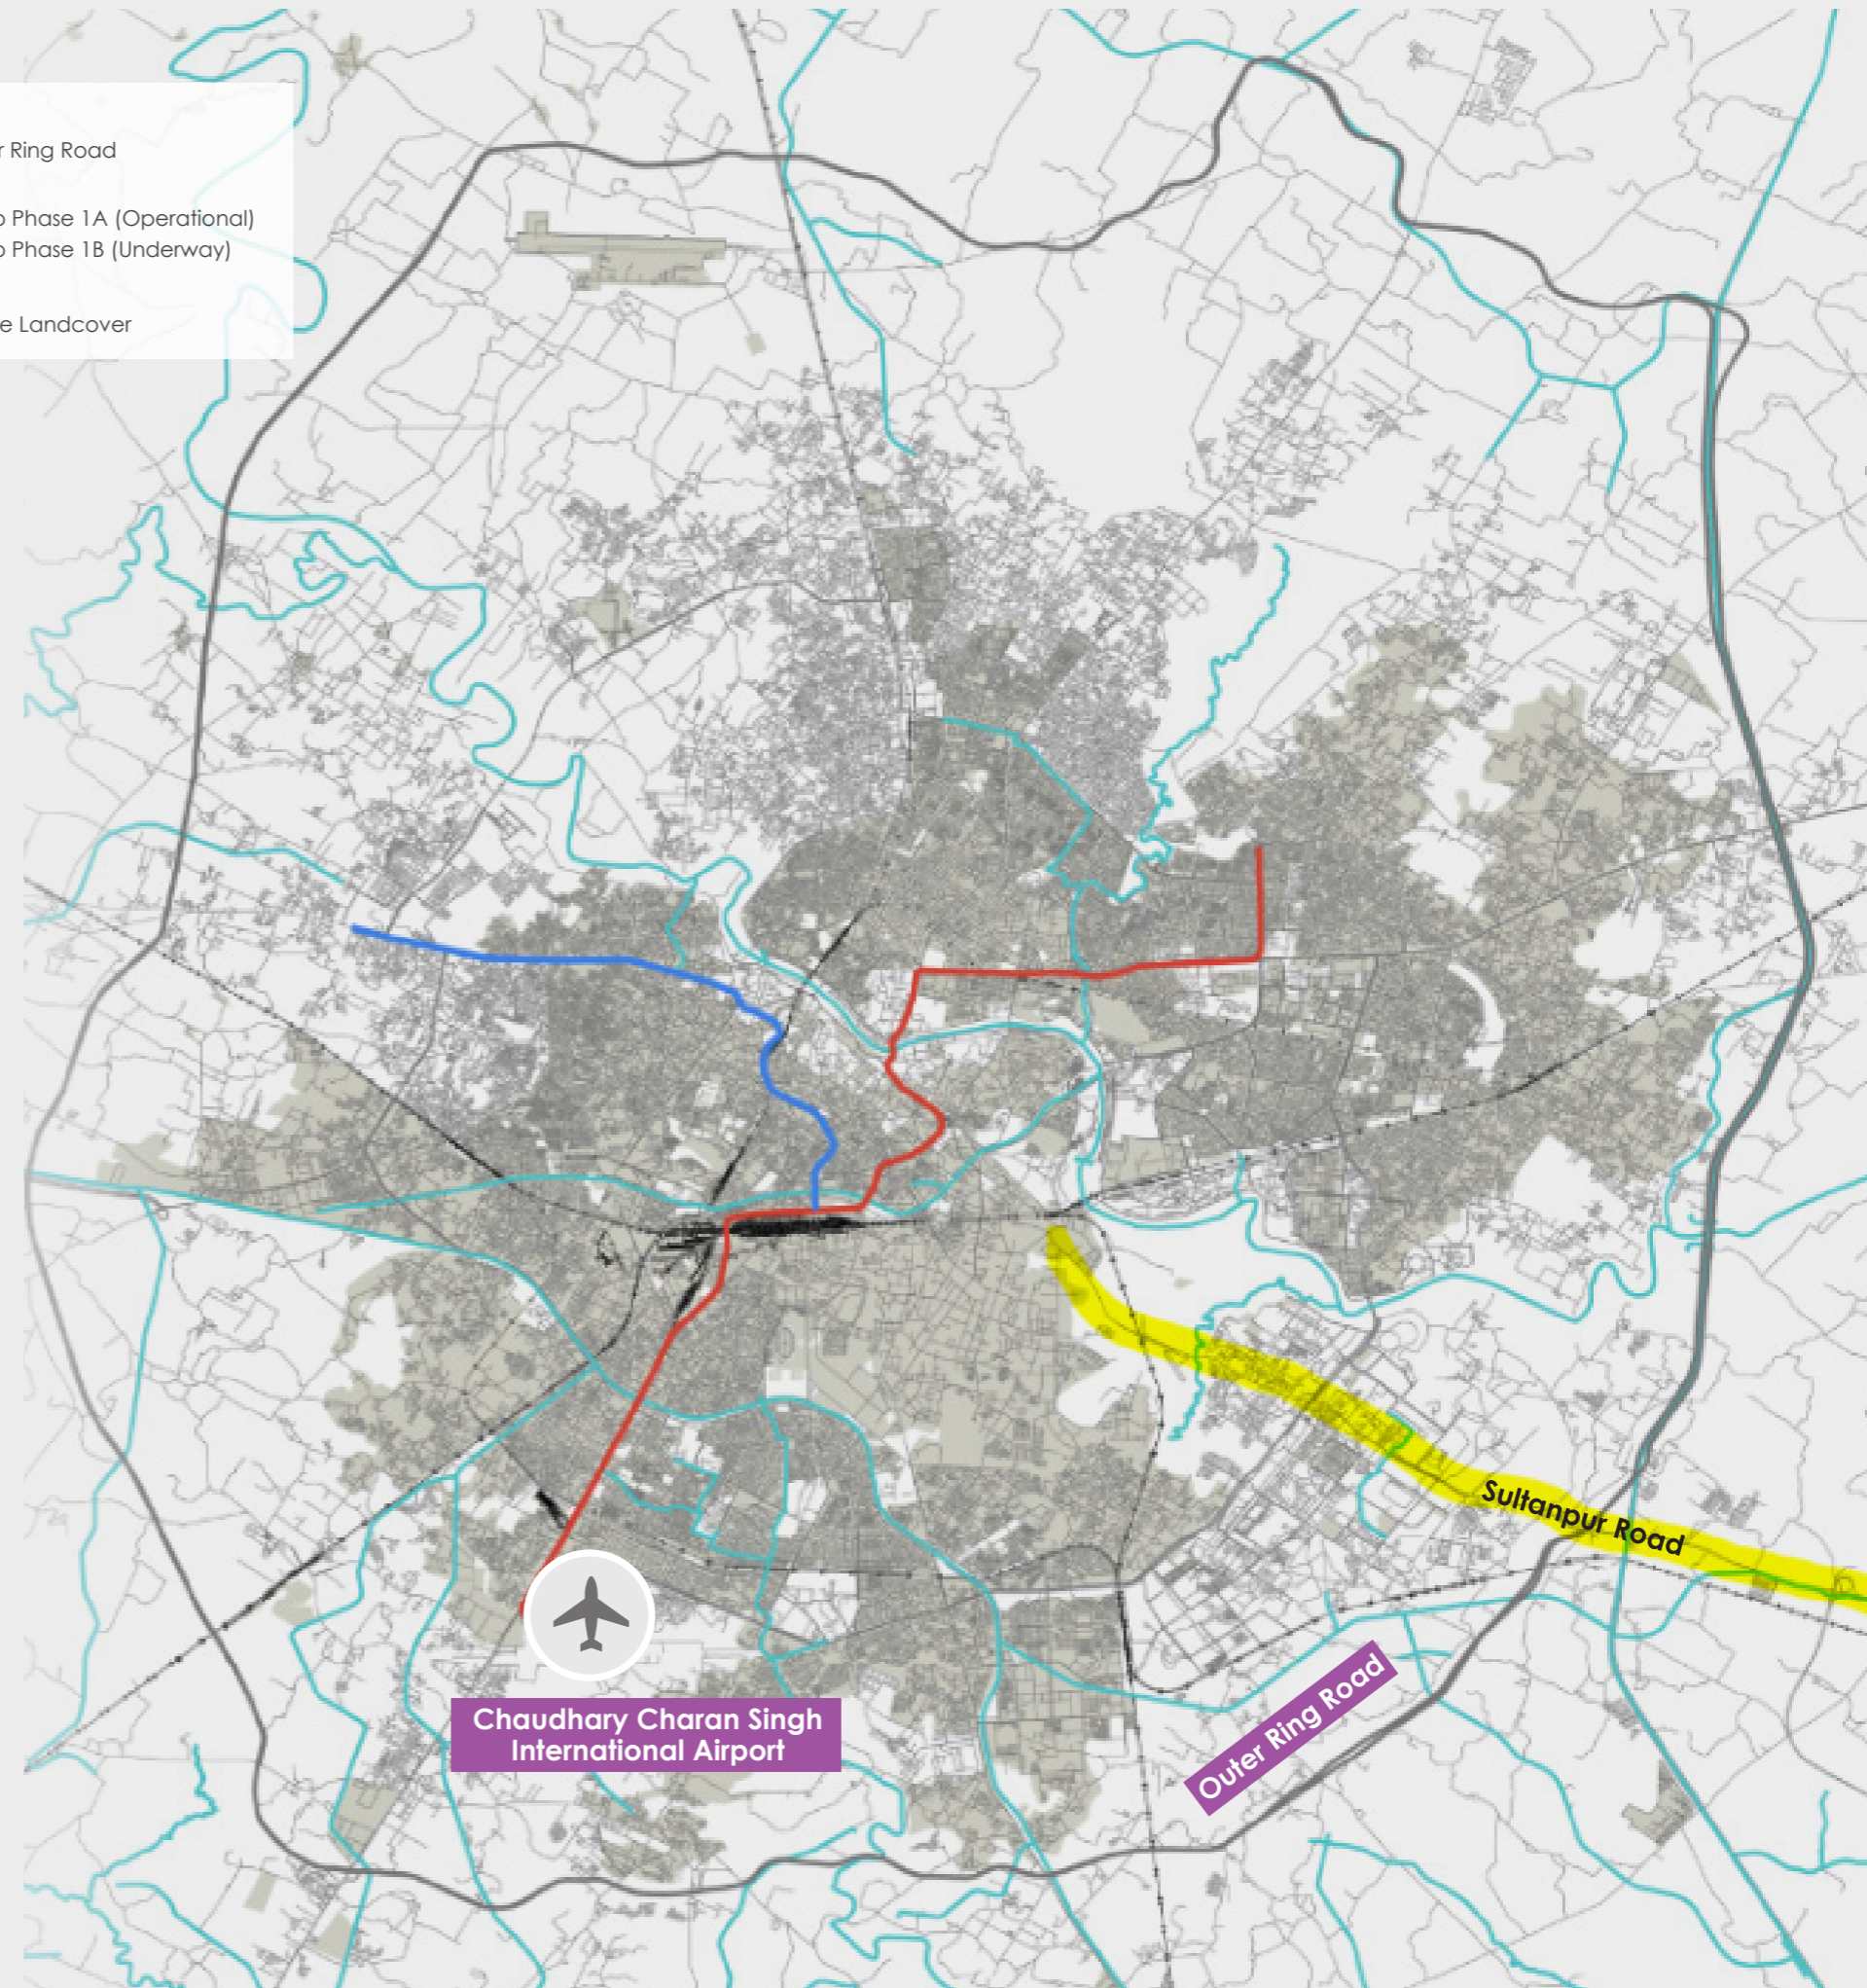 r Ring Road
o Phase 1A (Operational)
o Phase 1B (Underway)
e Landcover
Sultanpur Road
Outer Ring Road
Chaudhary Charan Singh
International Airport